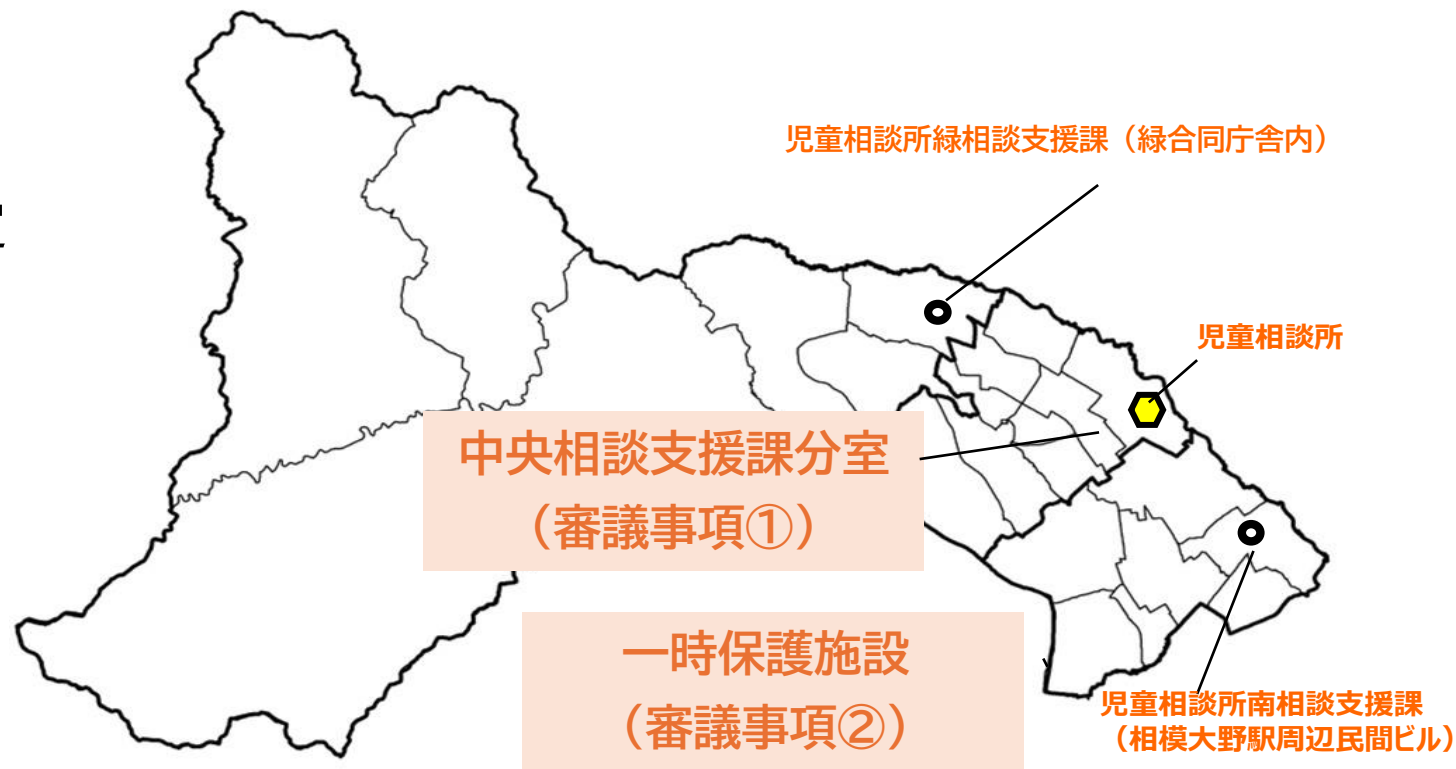 児童相談所緑相談支援課（緑合同庁舎内）
児童相談所
中央相談支援課分室
（審議事項①）
一時保護施設
（審議事項②）
児童相談所南相談支援課
（相模大野駅周辺民間ビル）